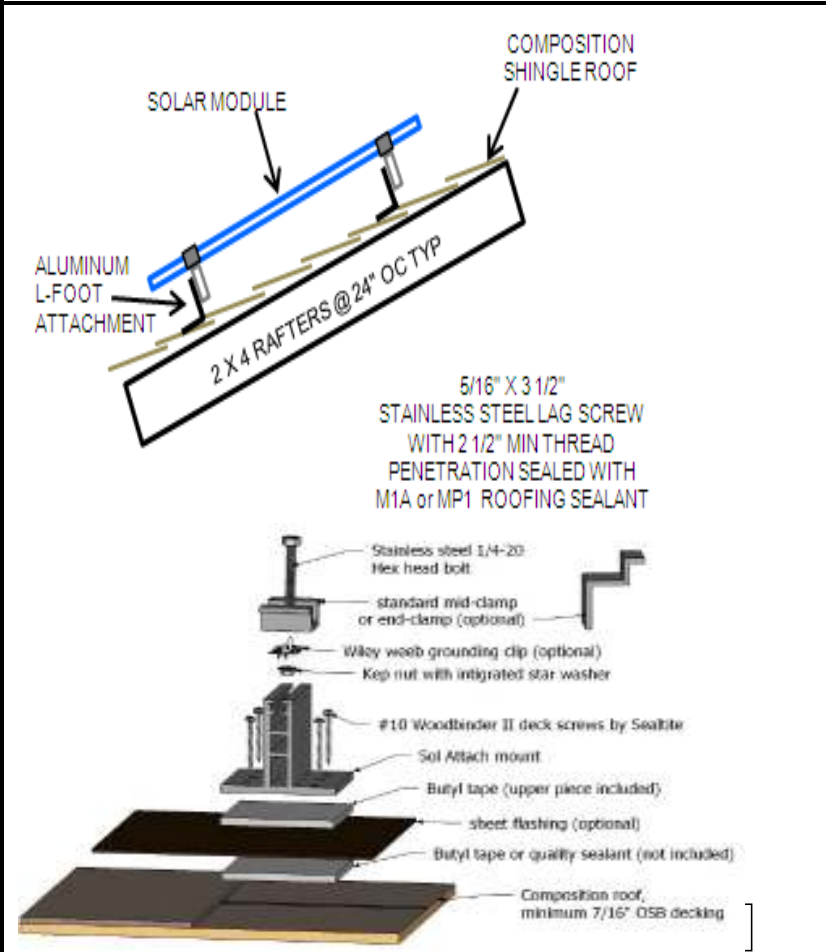 COMPOSITION
SHINGLE ROOF
SOLAR MODULE
ALUMINUM
L-FOOT
ATTACHMENT
2 X 4 RAFTERS @ 24" OC TYP
5/16" X 3 1/2"
STAINLESS STEEL LAG SCREW
WITH 2 1/2" MIN THREAD
PENETRATION SEALED WITH
M1A or MP1 ROOFING SEALANT
Stainless steel 1/4-20
Hex head bolt
standard mid-clamp
or end-clamp (optional)
Wiley weeb grounding clip (optional)
Kep nut with intigrated star washer
#10 Woodbinder II deck screws by Sealtite
Sol Attach mount
Butyl tape (upper piece included)
sheet flashing (optional)
Butyl tape or quality sealant (not included)
Composition roof,
minimum 7/16" OSB decking